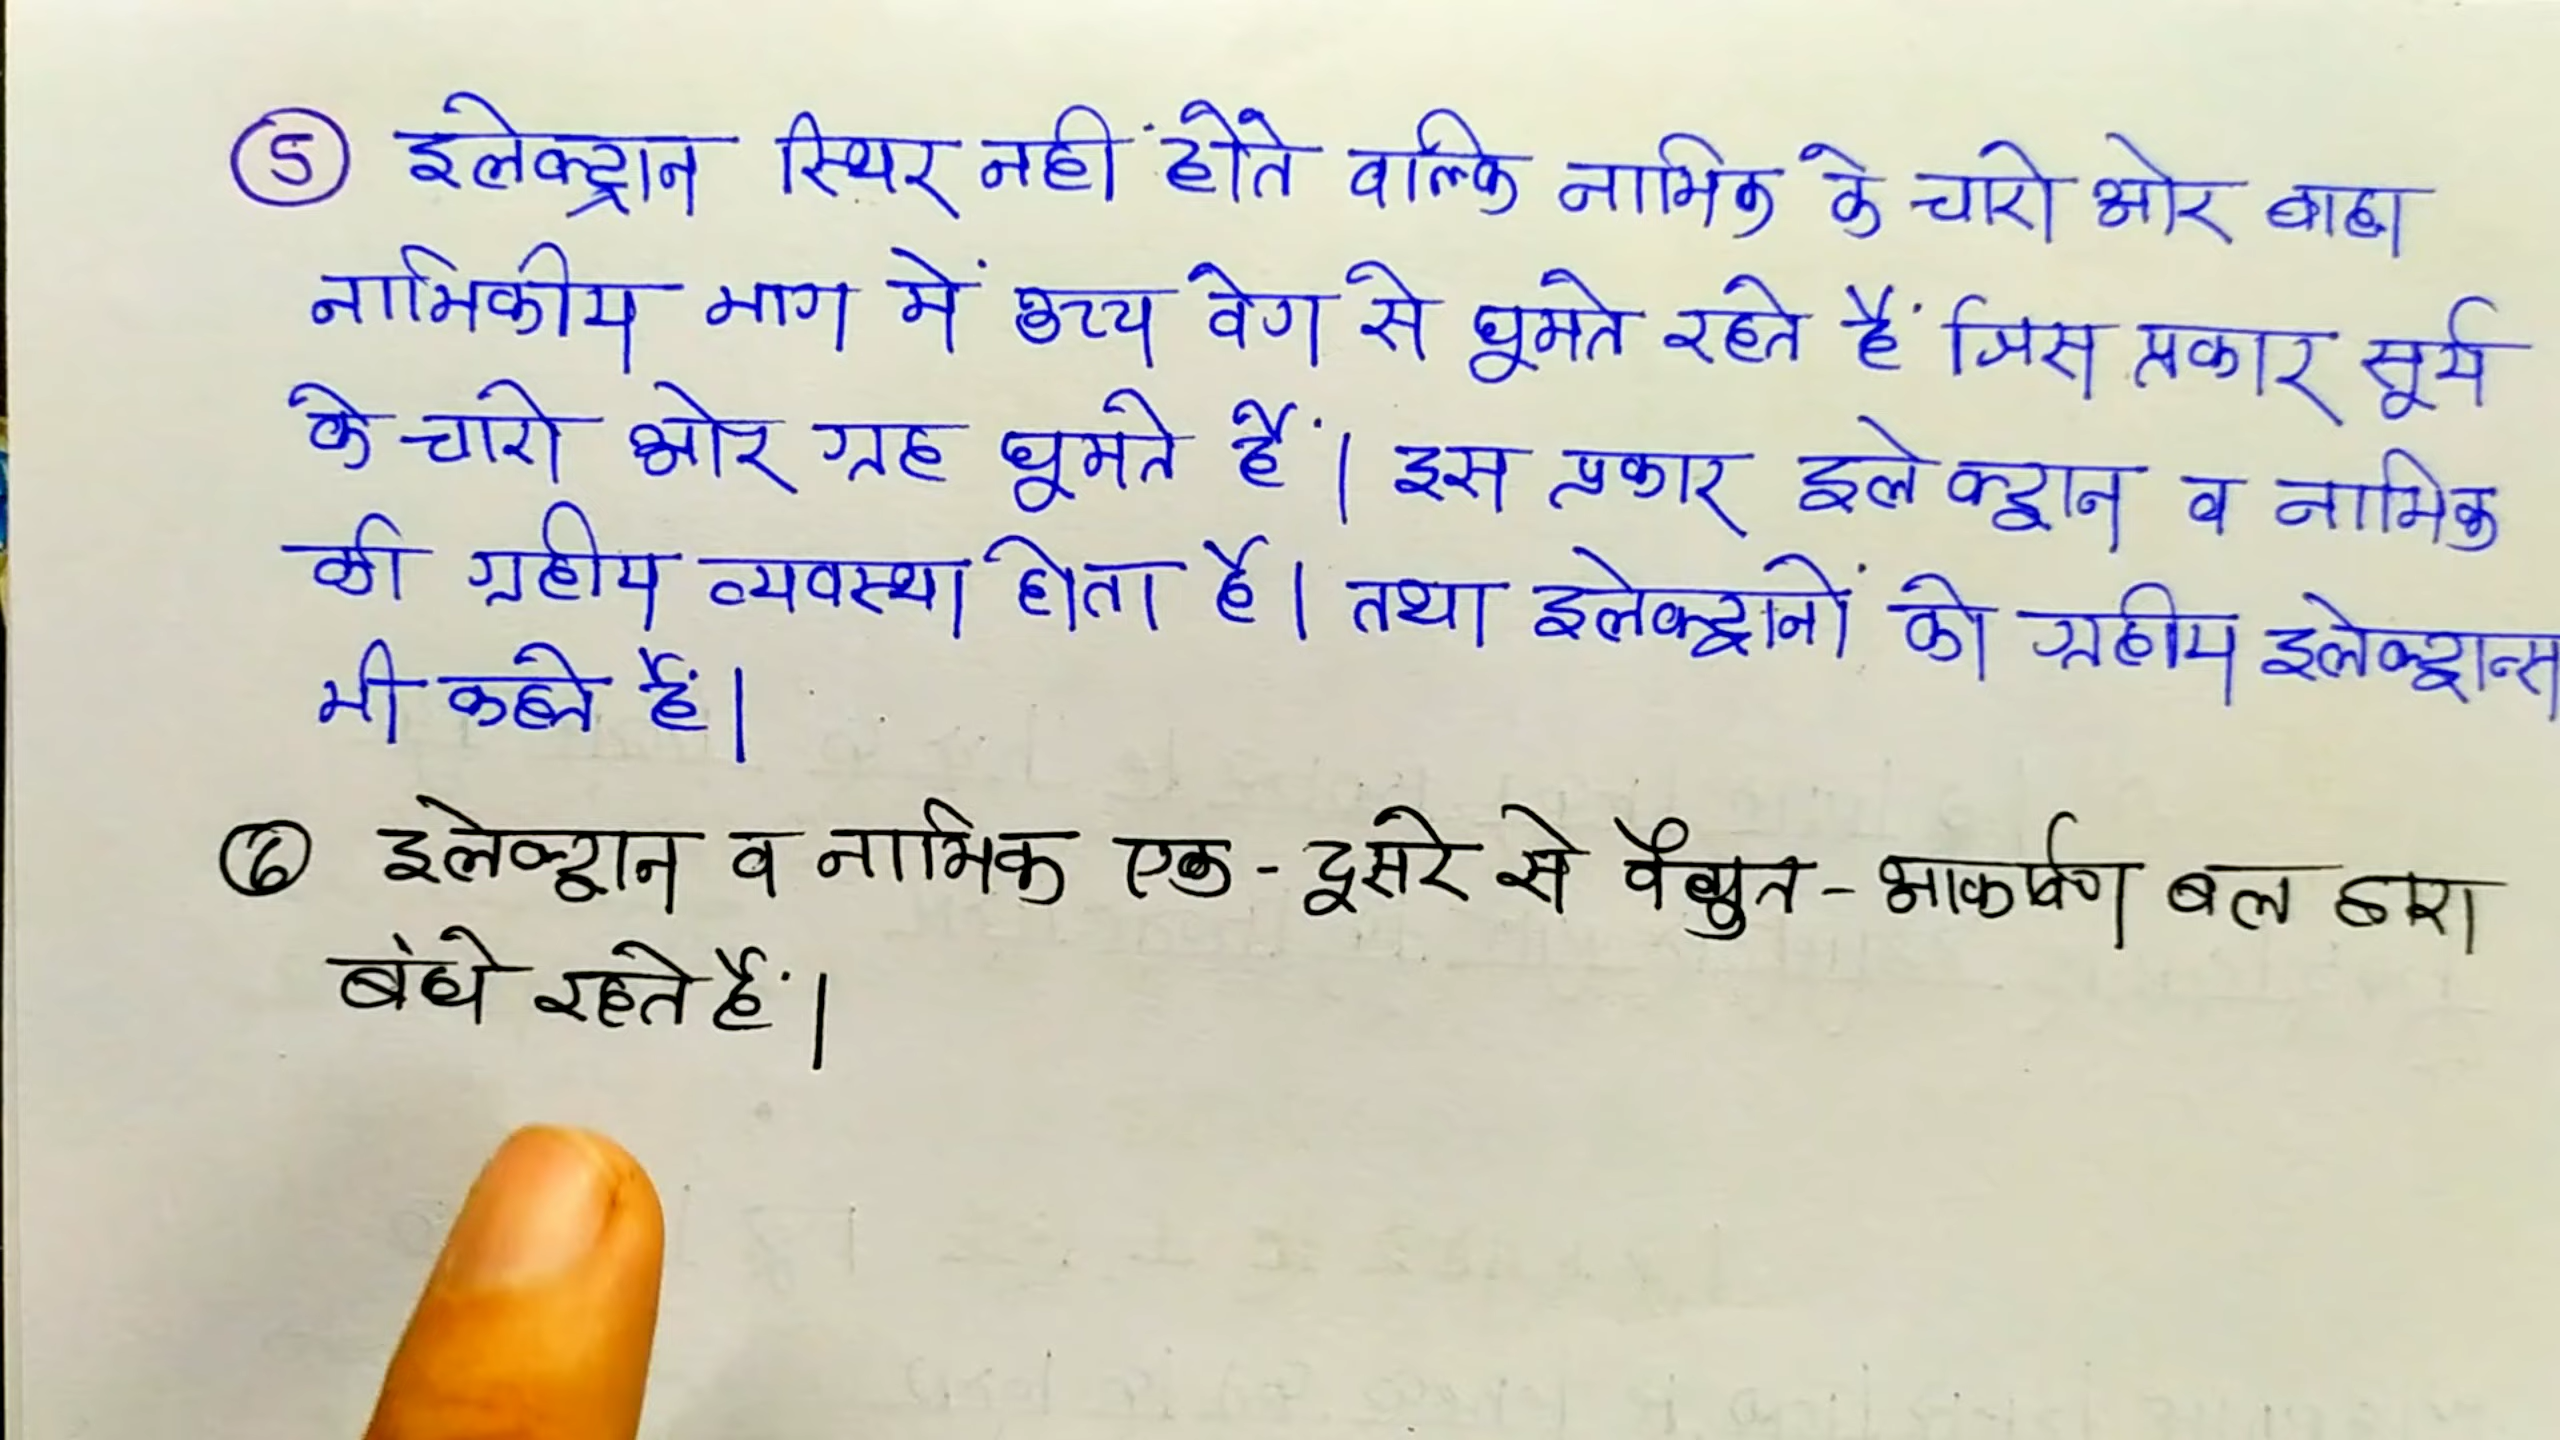 ⑤ इलेक्ट्रान स्थिर नहीं होते वल्कि नाभिक के चारो ओर बाह्य
नाभिकीय भाग में उच्च वेग से घूमते रहते हैं जिस प्रकार सूर्य
के चारो ओर ग्रह घूमते हैं। इस प्रकार इलेक्ट्रान व नाभिक
की ग्रहीय व्यवस्था होता है। तथा इलेक्ट्रानों को ग्रहीय इलेक्ट्रान्स
भी कहते हैं।
⑥ इलेक्ट्रान व नाभिक एक - दूसरे से वैद्युत - आकर्षण बल द्वारा
बंधे रहते हैं।